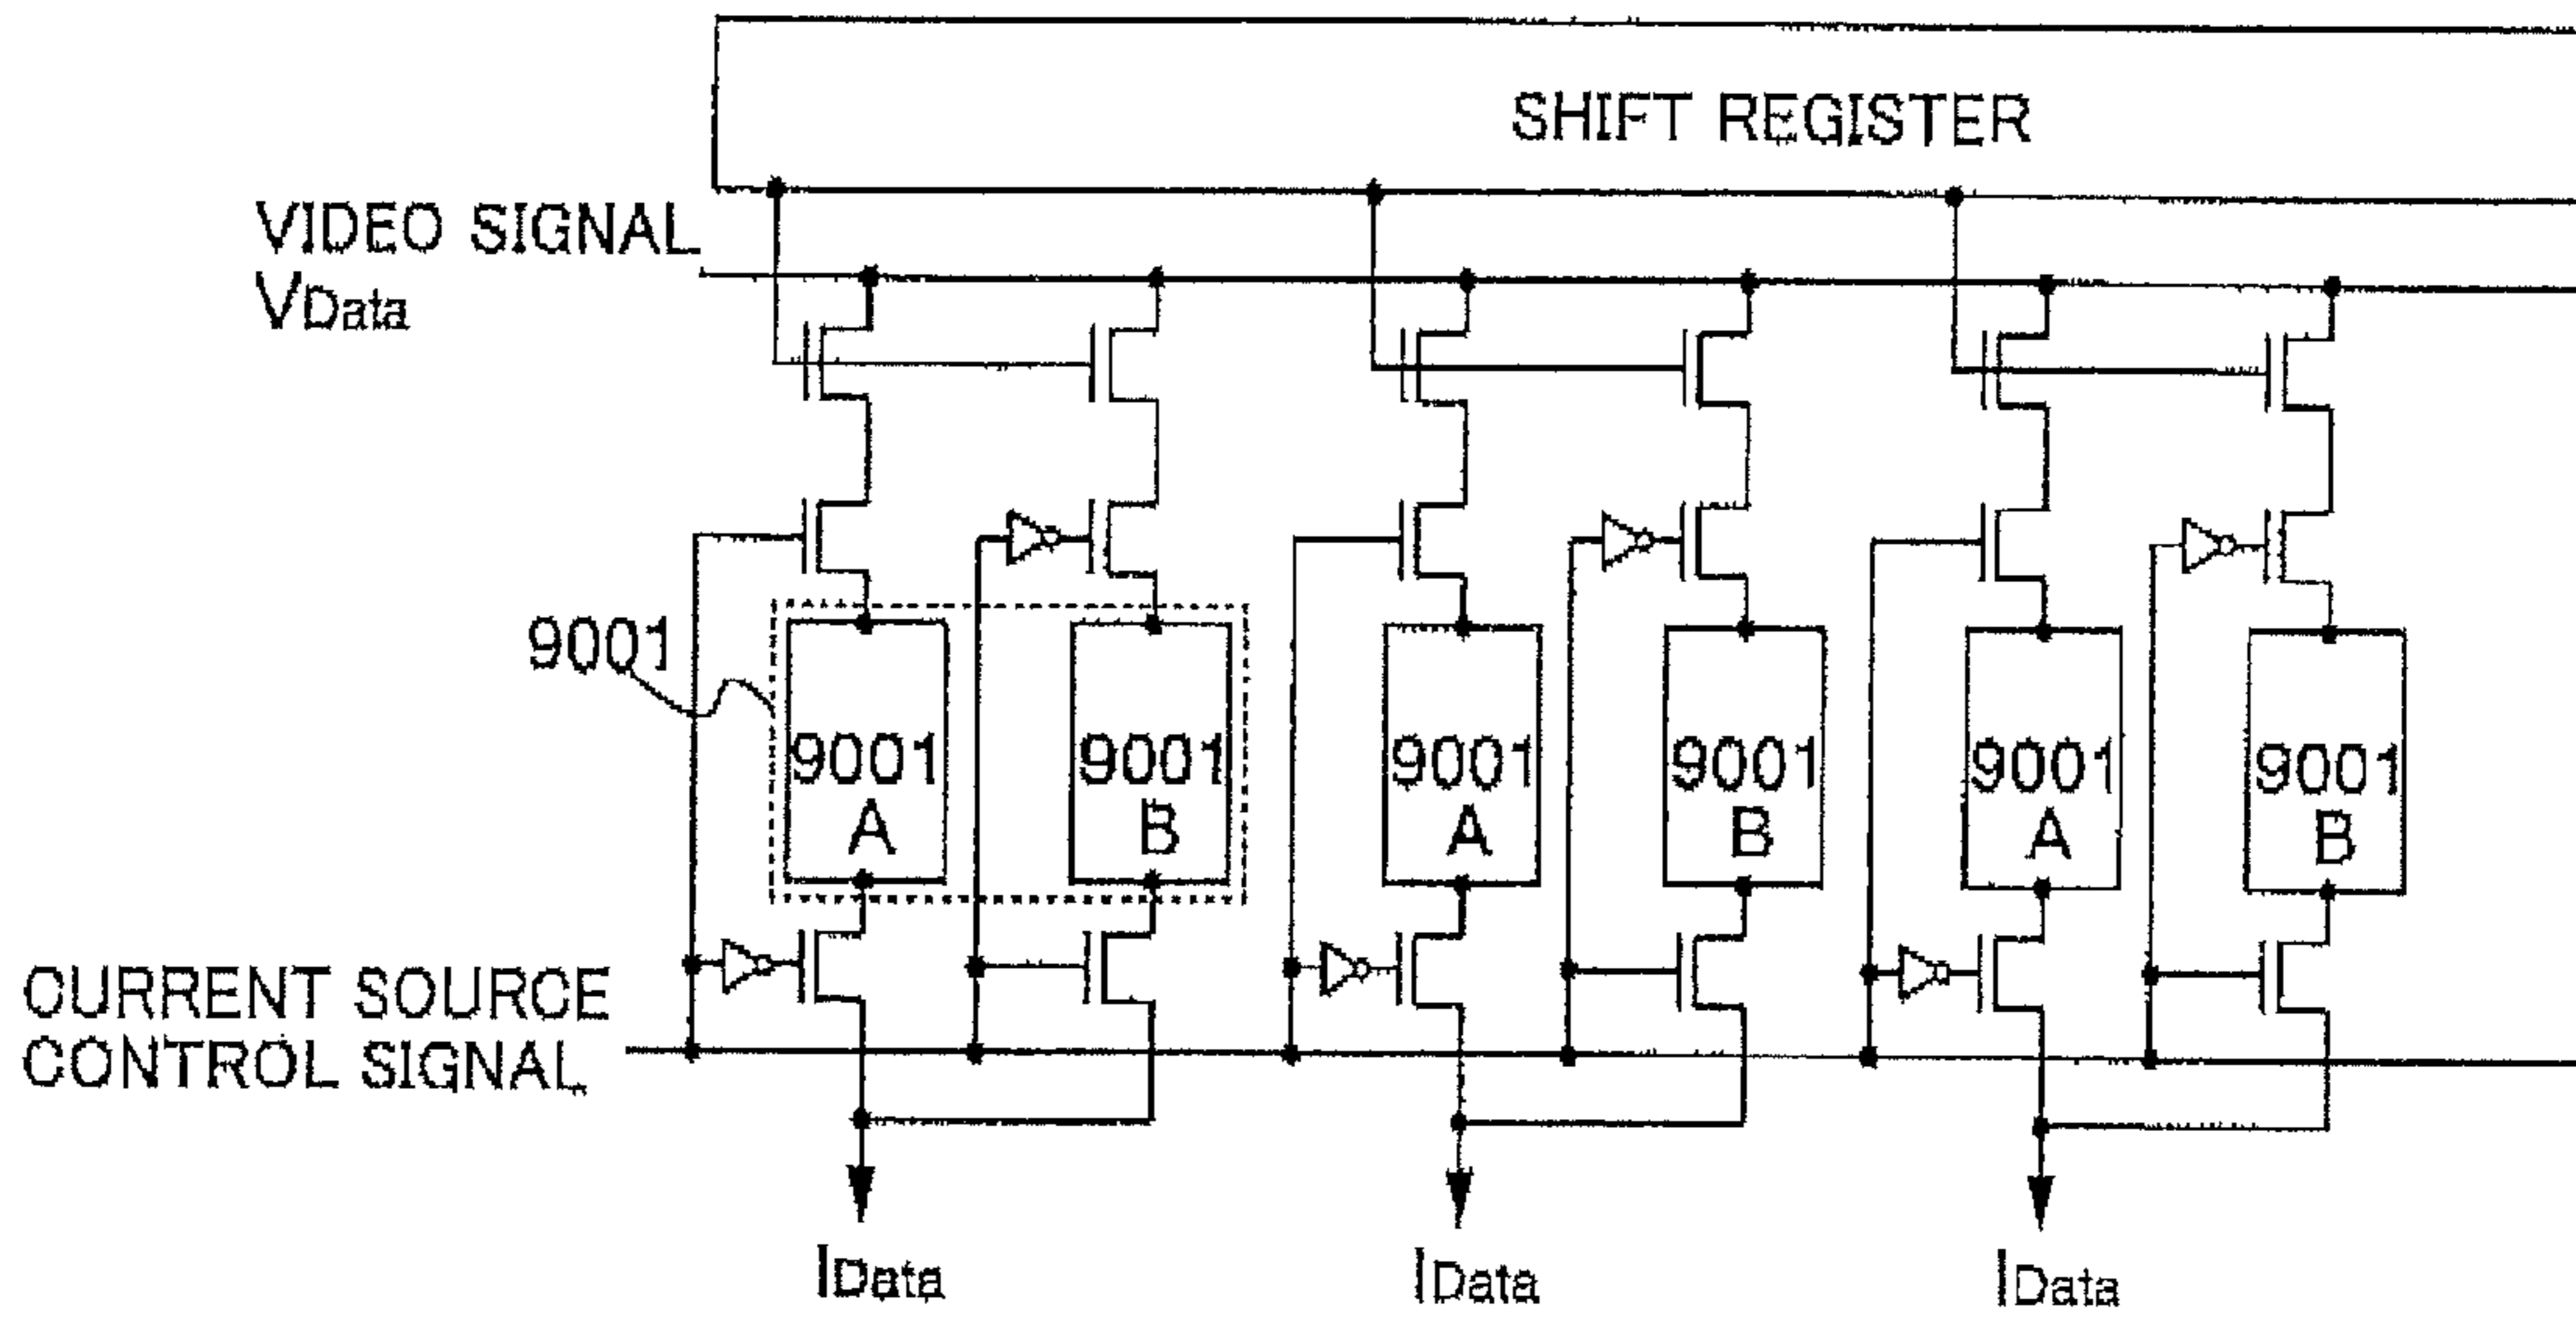 SHIFT REGISTER
VIDEO SIGNAL
VData
9001
9001
A
9001
B
9001
A
9001
B
9001
A
9001
B
CURRENT SOURCE
CONTROL SIGNAL
IData
IData
IData